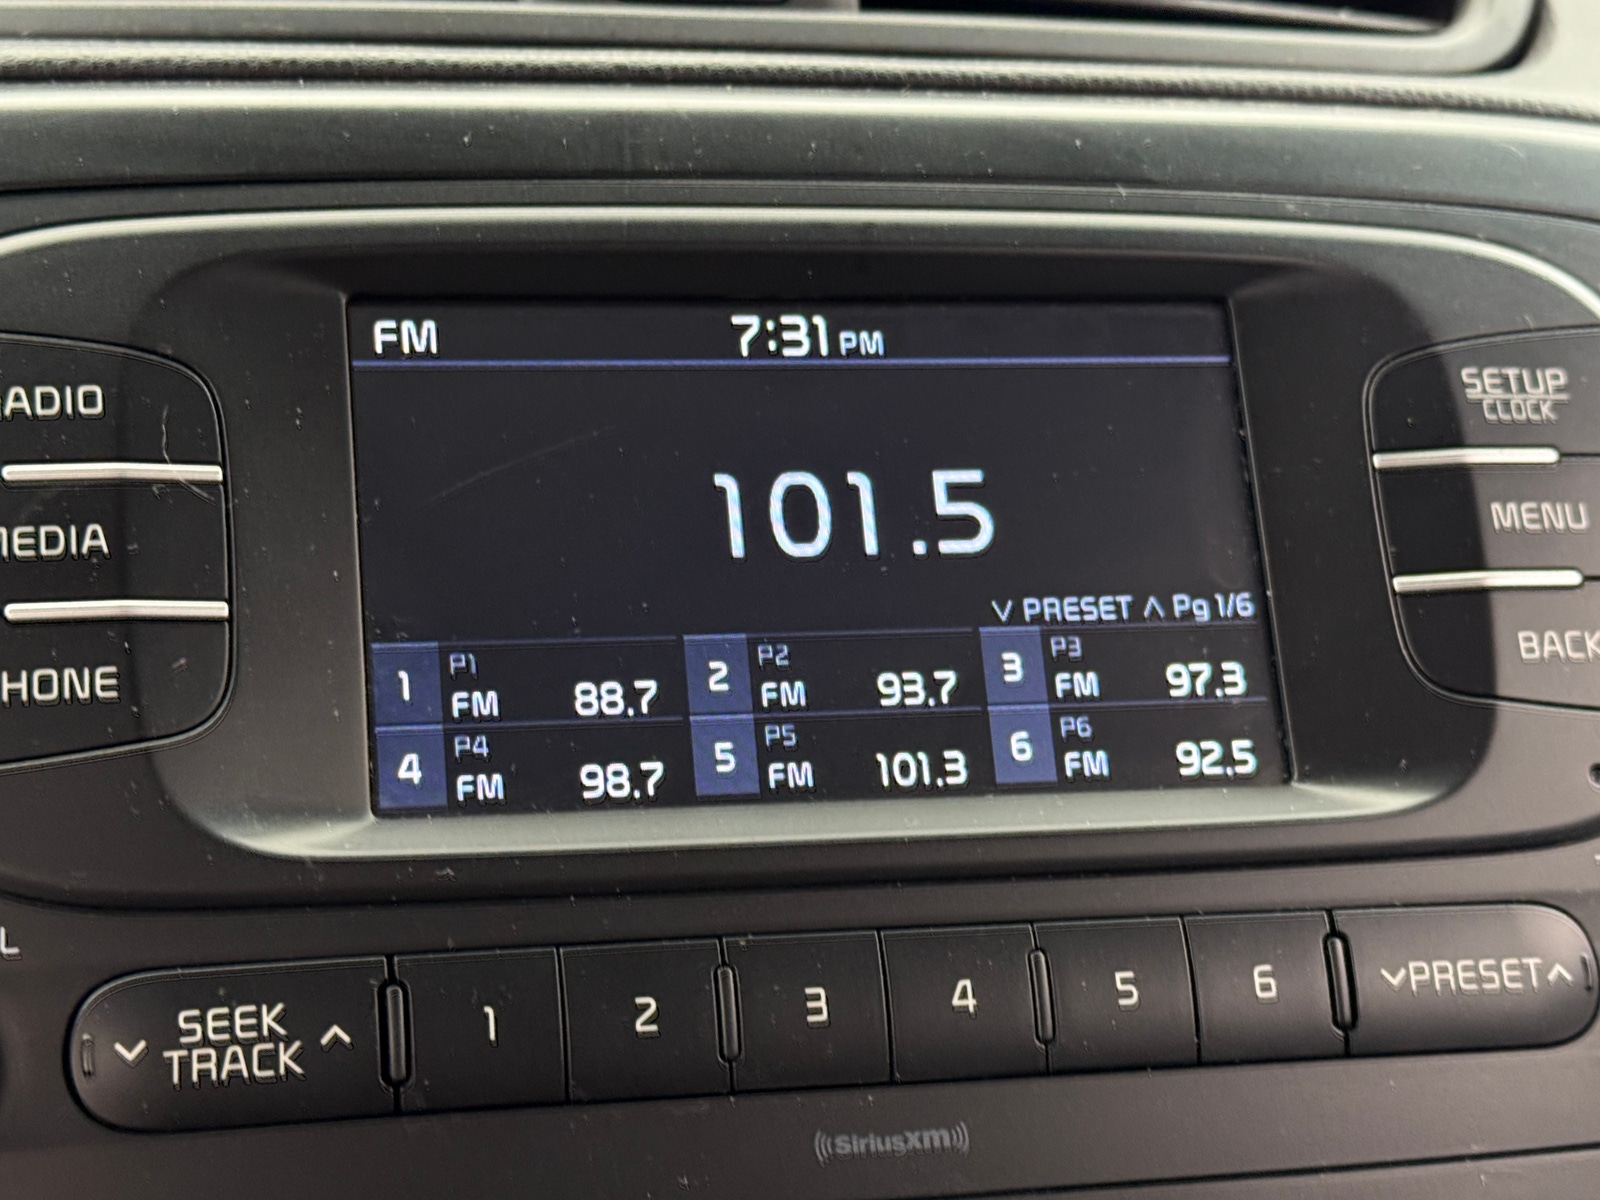 FM 7:31 PM
101.5
∨ PRESET ∧ Pg 1/6
1 P1 FM 88.7
2 P2 FM 93.7
3 P3 FM 97.3
4 P4 FM 98.7
5 P5 FM 101.3
6 P6 FM 92.5
ADIO
MEDIA
HONE
SETUP
CLOCK
MENU
BACK
L
SEEK
TRACK
1 2 3 4 5 6
∨PRESET∧
((SiriusXM))